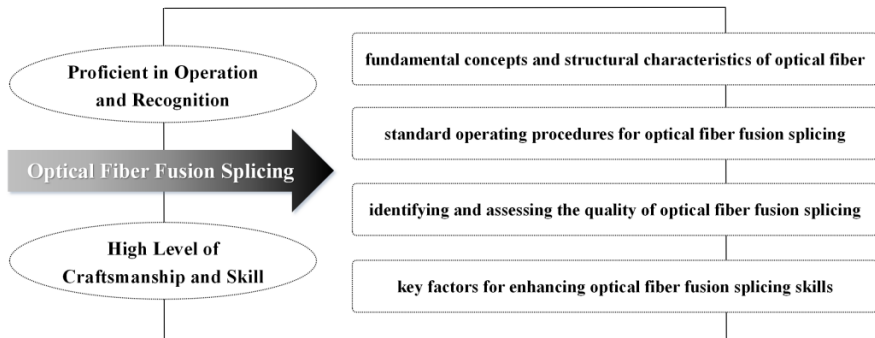 Proficient in Operation
and Recognition
Optical Fiber Fusion Splicing
High Level of
Craftsmanship and Skill
fundamental concepts and structural characteristics of optical fiber
standard operating procedures for optical fiber fusion splicing
identifying and assessing the quality of optical fiber fusion splicing
key factors for enhancing optical fiber fusion splicing skills